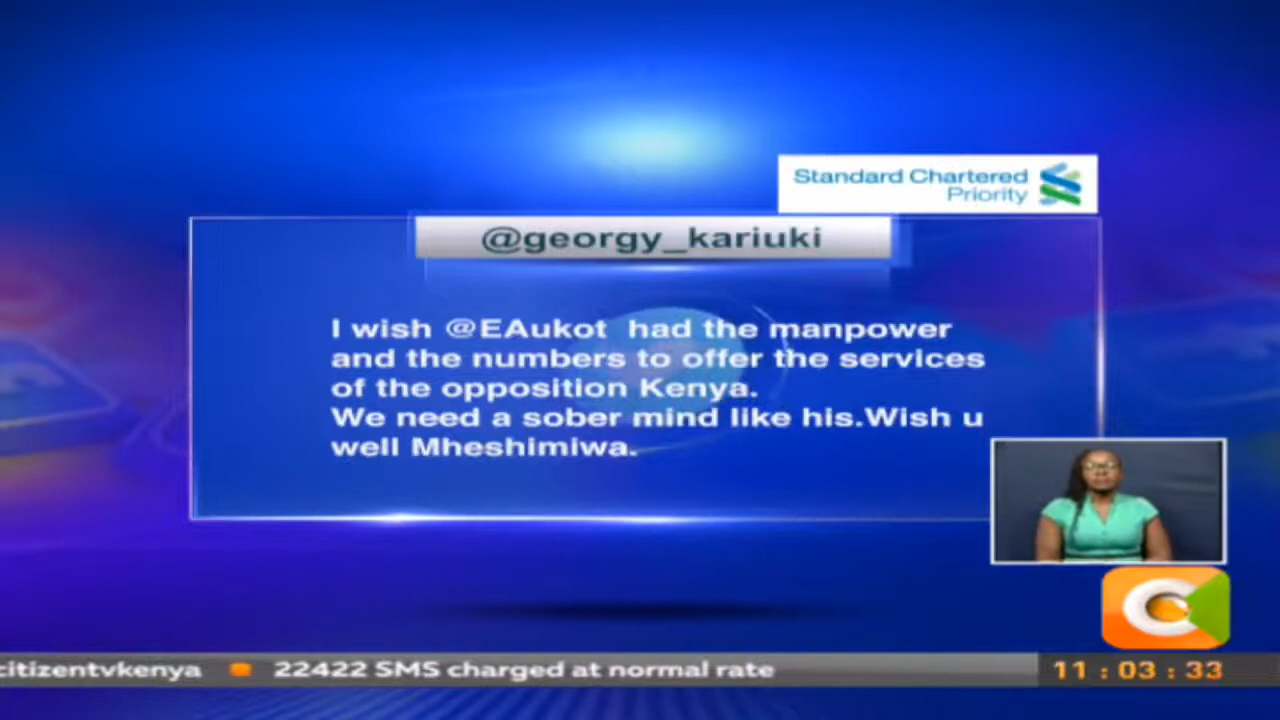 Standard Chartered
Priority
@georgy_kariuki
I wish @EAukot had the manpower
and the numbers to offer the services
of the opposition Kenya.
We need a sober mind like his.Wish u
well Mheshimiwa.
citizentvkenya 22422 SMS charged at normal rate 11 : 03 : 33